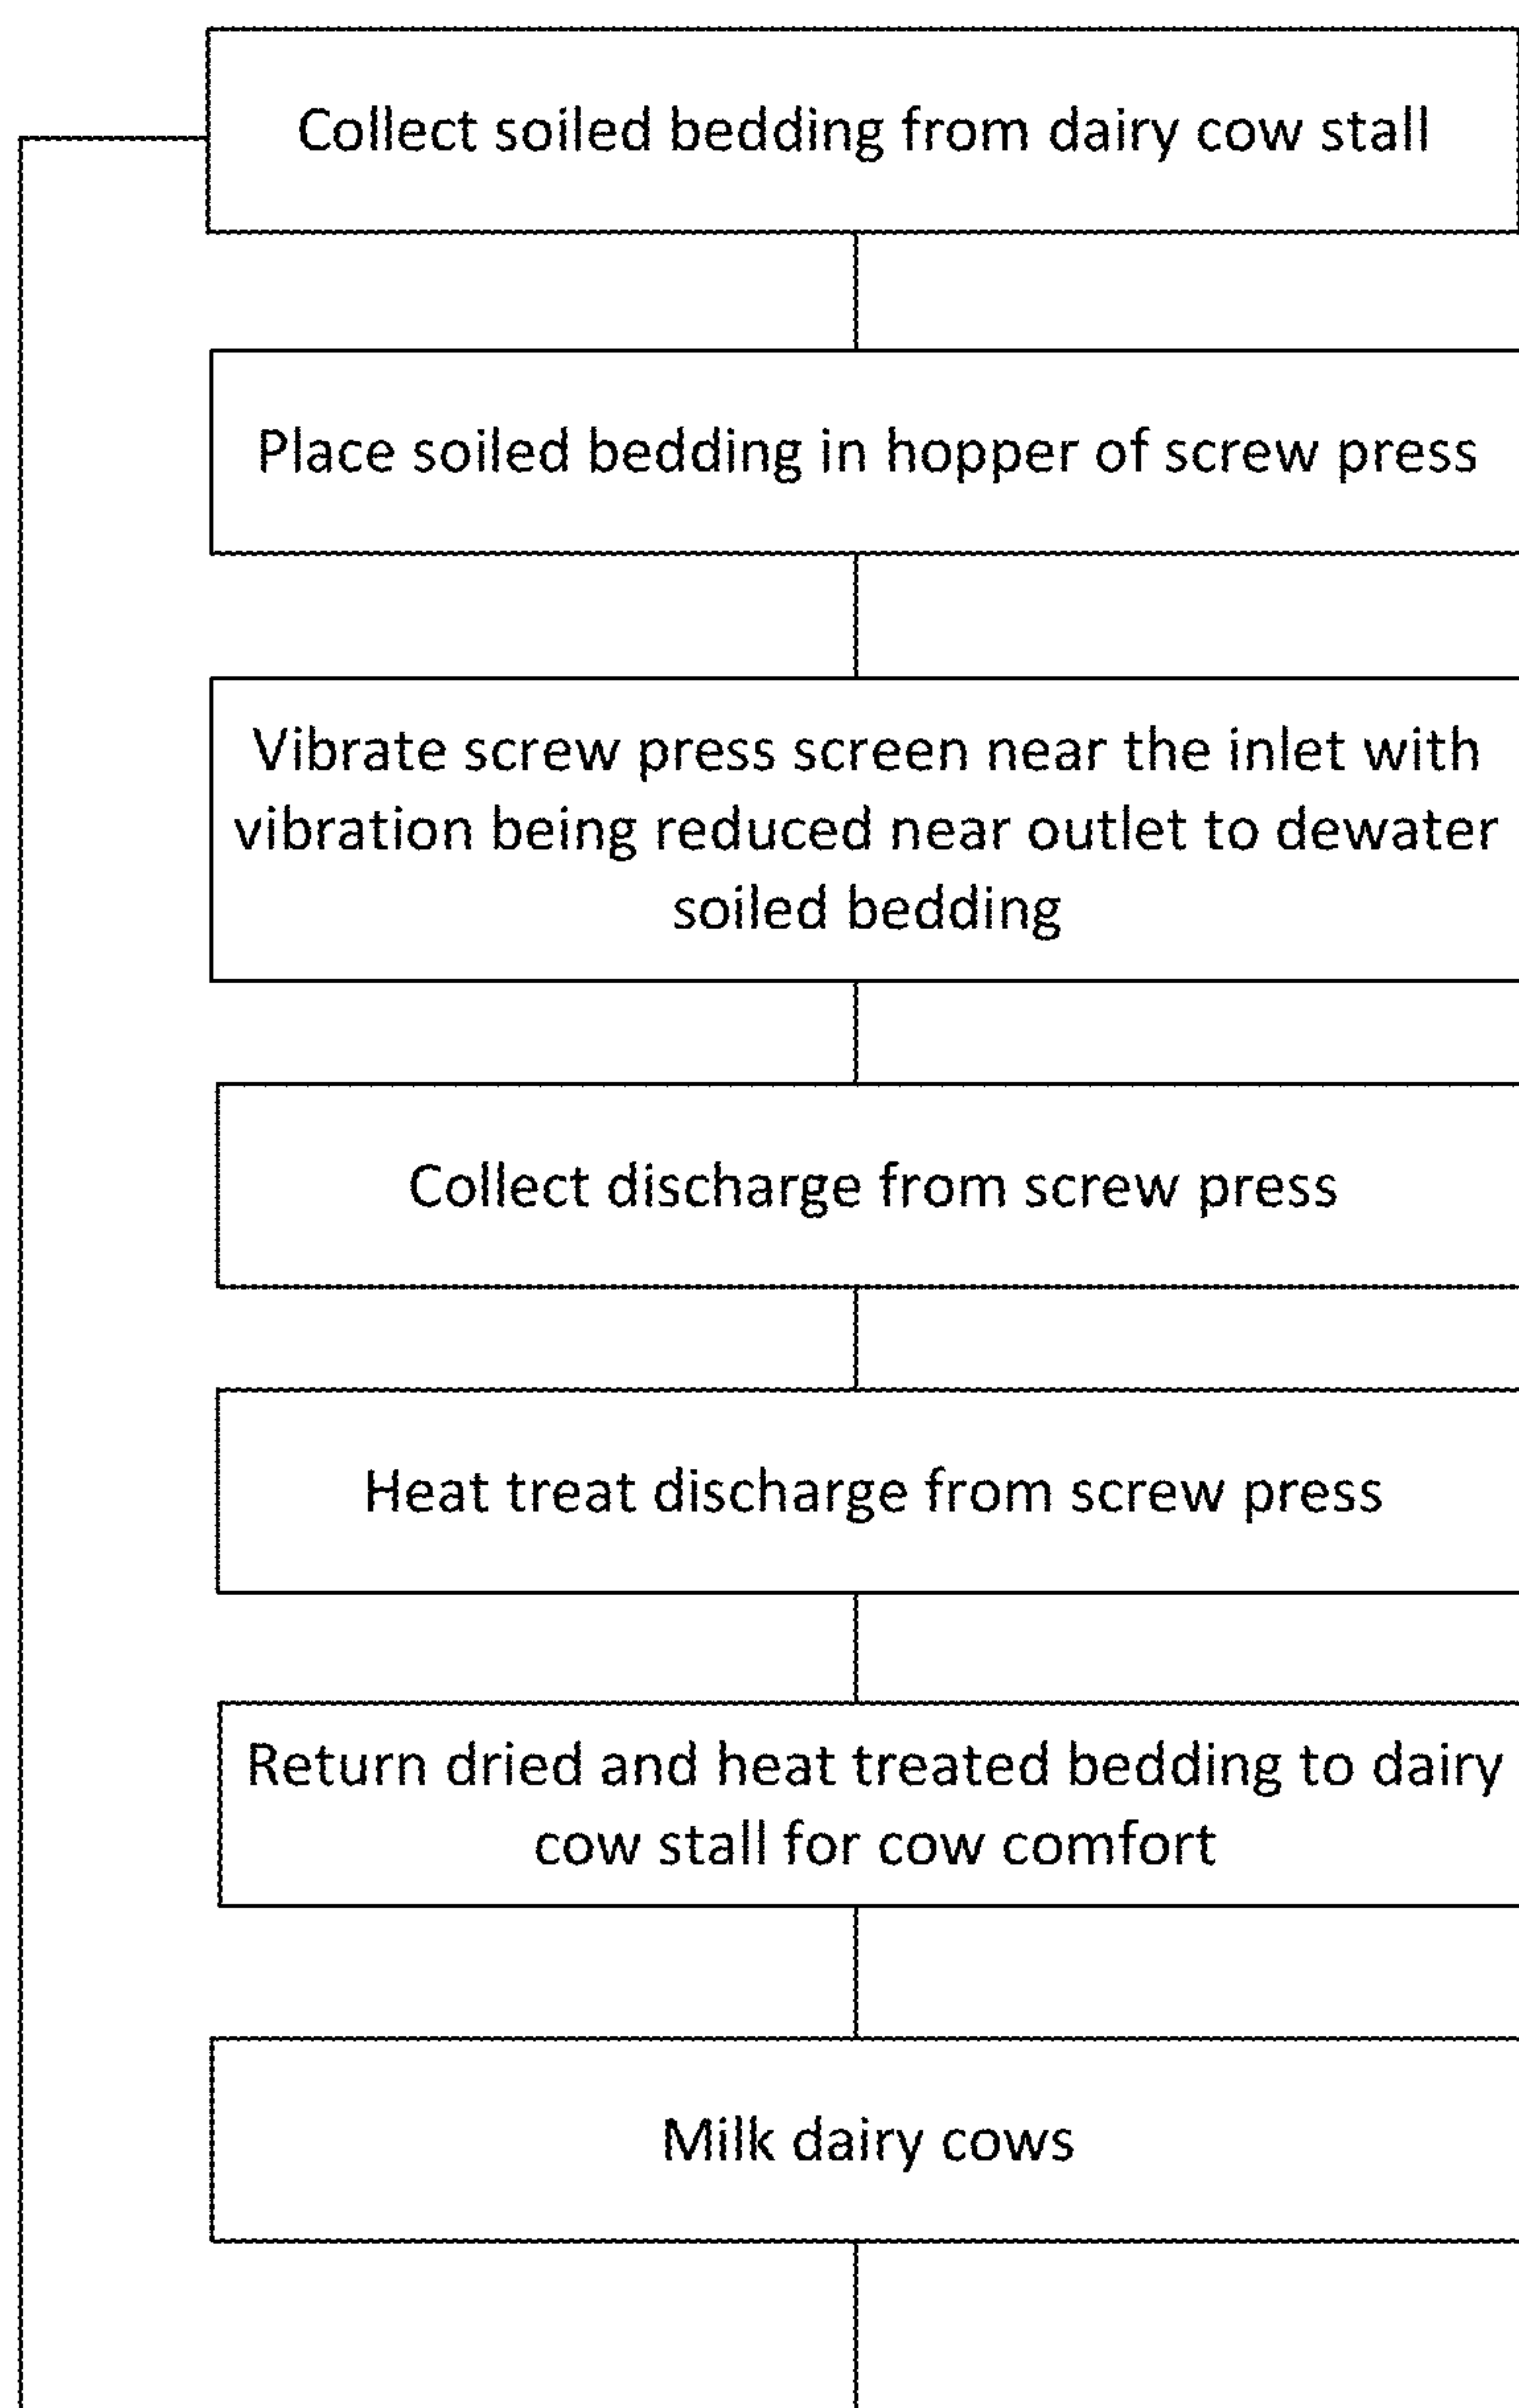 Collect soiled bedding from dairy cow stall
Place soiled bedding in hopper of screw press
Vibrate screw press screen near the inlet with
vibration being reduced near outlet to dewater
soiled bedding
Collect discharge from screw press
Heat treat discharge from screw press
Return dried and heat treated bedding to dairy
cow stall for cow comfort
Milk dairy cows